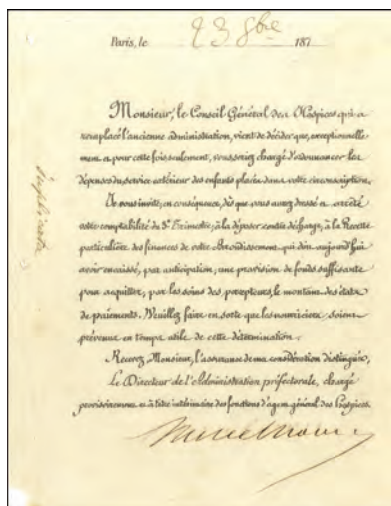 Paris, le 23 8bre 187
Monsieur, le Conseil Général des Hospices qui a
remplacé l'ancienne administration, vient de décider que, exceptionnelle
ment et pour cette fois seulement, vous seriez chargé d'ordonnancer les
dépenses du service extérieur des enfants placés dans votre circonscription.
Je vous invite, en conséquence, dès que vous aurez dressé et arrêté
votre comptabilité du 3e Trimestre, à la déposer contre décharge, à la Recette
particulière des finances de votre Arrondissement qui doit aujourd'hui
avoir encaissé, par anticipation, une provision de fonds suffisante
pour acquitter, par les soins des percepteurs, le montant des états
de paiements. Veuillez faire en sorte que les nourriciers soient
prévenus en temps utile de cette détermination.
Recevez, Monsieur, l'assurance de ma considération distinguée,
Le Directeur de l'Administration préfectorale, chargé
provisoirement et à titre intérimaire des fonctions d'agent général des Hospices.
duplicata